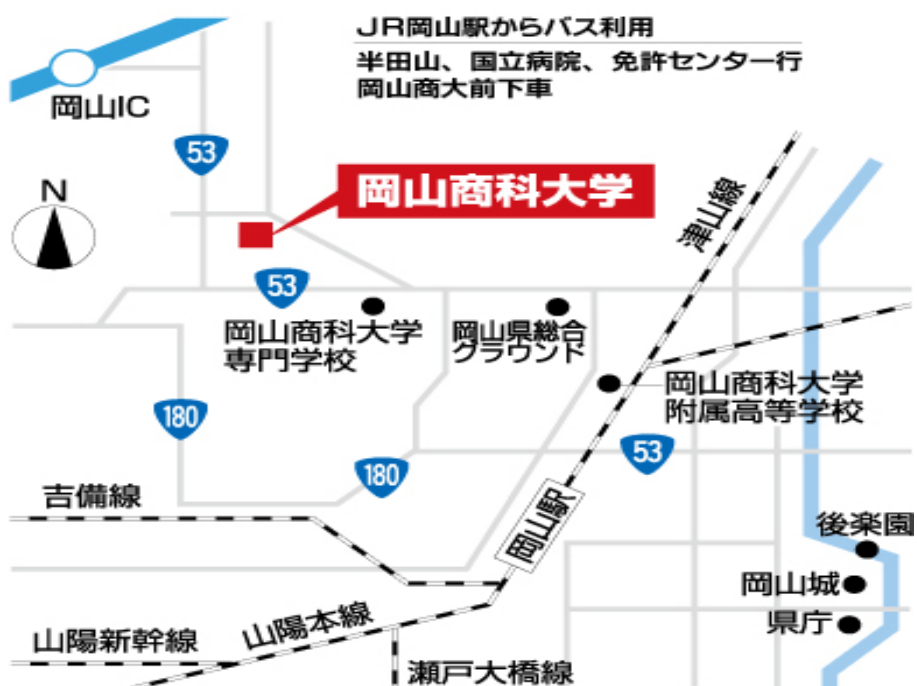 JR岡山駅からバス利用
半田山、国立病院、免許センター行
岡山商大前下車
岡山IC
53
岡山商科大学
N
津山線
53
岡山商科大学
専門学校
岡山県総合
グラウンド
岡山商科大学
附属高等学校
180
53
180
吉備線
岡山駅
後楽園
岡山城
県庁
山陽新幹線
山陽本線
瀬戸大橋線